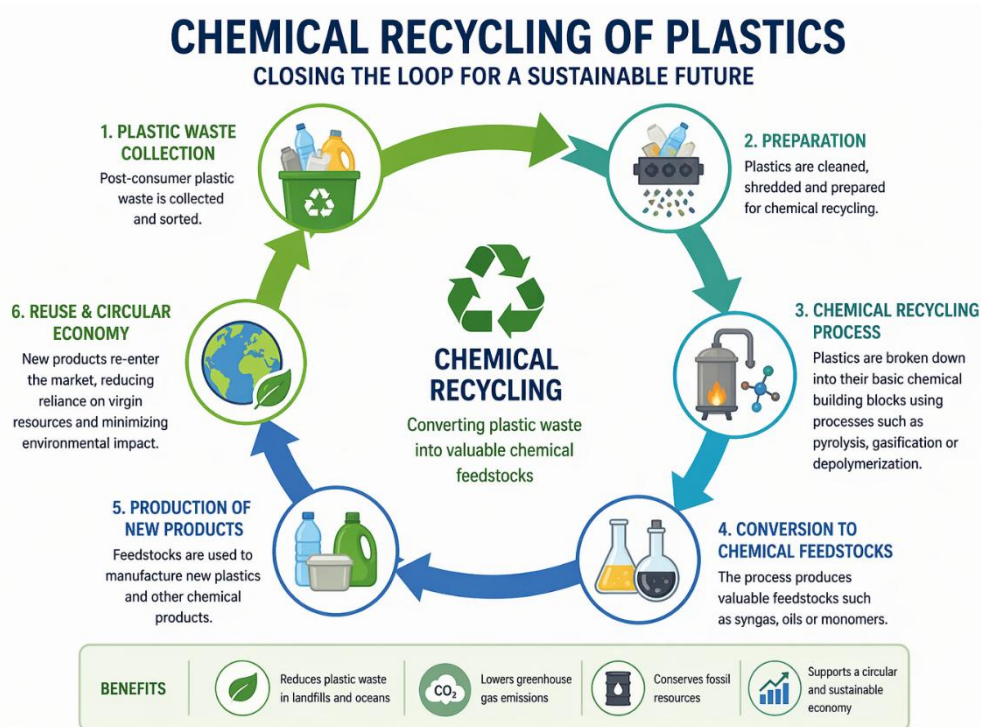 CHEMICAL RECYCLING OF PLASTICS
CLOSING THE LOOP FOR A SUSTAINABLE FUTURE
1. PLASTIC WASTE
COLLECTION
Post-consumer plastic
waste is collected
and sorted.
2. PREPARATION
Plastics are cleaned,
shredded and prepared
for chemical recycling.
3. CHEMICAL RECYCLING
PROCESS
Plastics are broken down
into their basic chemical
building blocks using
processes such as
pyrolysis, gasification or
depolymerization.
4. CONVERSION TO
CHEMICAL FEEDSTOCKS
The process produces
valuable feedstocks such
as syngas, oils or monomers.
5. PRODUCTION OF
NEW PRODUCTS
Feedstocks are used to
manufacture new plastics
and other chemical
products.
6. REUSE & CIRCULAR
ECONOMY
New products re-enter
the market, reducing
reliance on virgin
resources and minimizing
environmental impact.
CHEMICAL
RECYCLING
Converting plastic waste
into valuable chemical
feedstocks
BENEFITS
Reduces plastic waste
in landfills and oceans
CO₂
Lowers greenhouse
gas emissions
Conserves fossil
resources
Supports a circular
and sustainable
economy